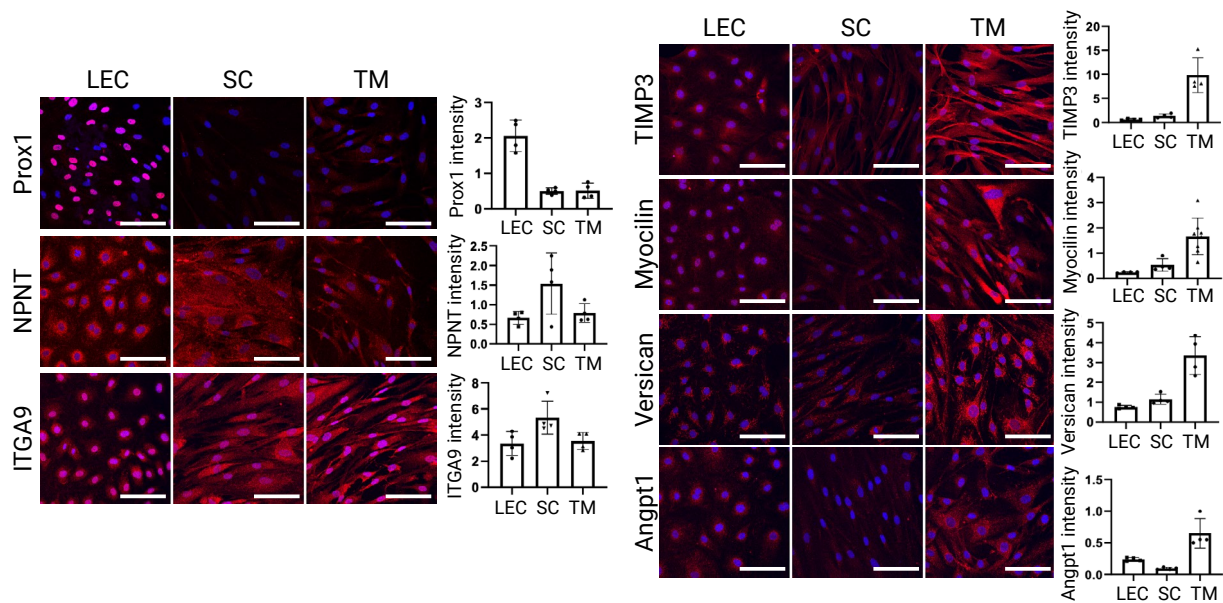 LEC SC TM
Prox1
Prox1 intensity
3
2
1
0
LEC SC TM
NPNT
NPNT intensity
2.5
2.0
1.5
1.0
0.5
0.0
LEC SC TM
ITGA9
ITGA9 intensity
8
6
4
2
0
LEC SC TM
LEC SC TM
TIMP3
TIMP3 intensity
20
15
10
5
0
LEC SC TM
Myocilin
Myocilin intensity
4
3
2
1
0
LEC SC TM
Versican
Versican intensity
5
4
3
2
1
0
LEC SC TM
Angpt1
Angpt1 intensity
1.5
1.0
0.5
0.0
LEC SC TM